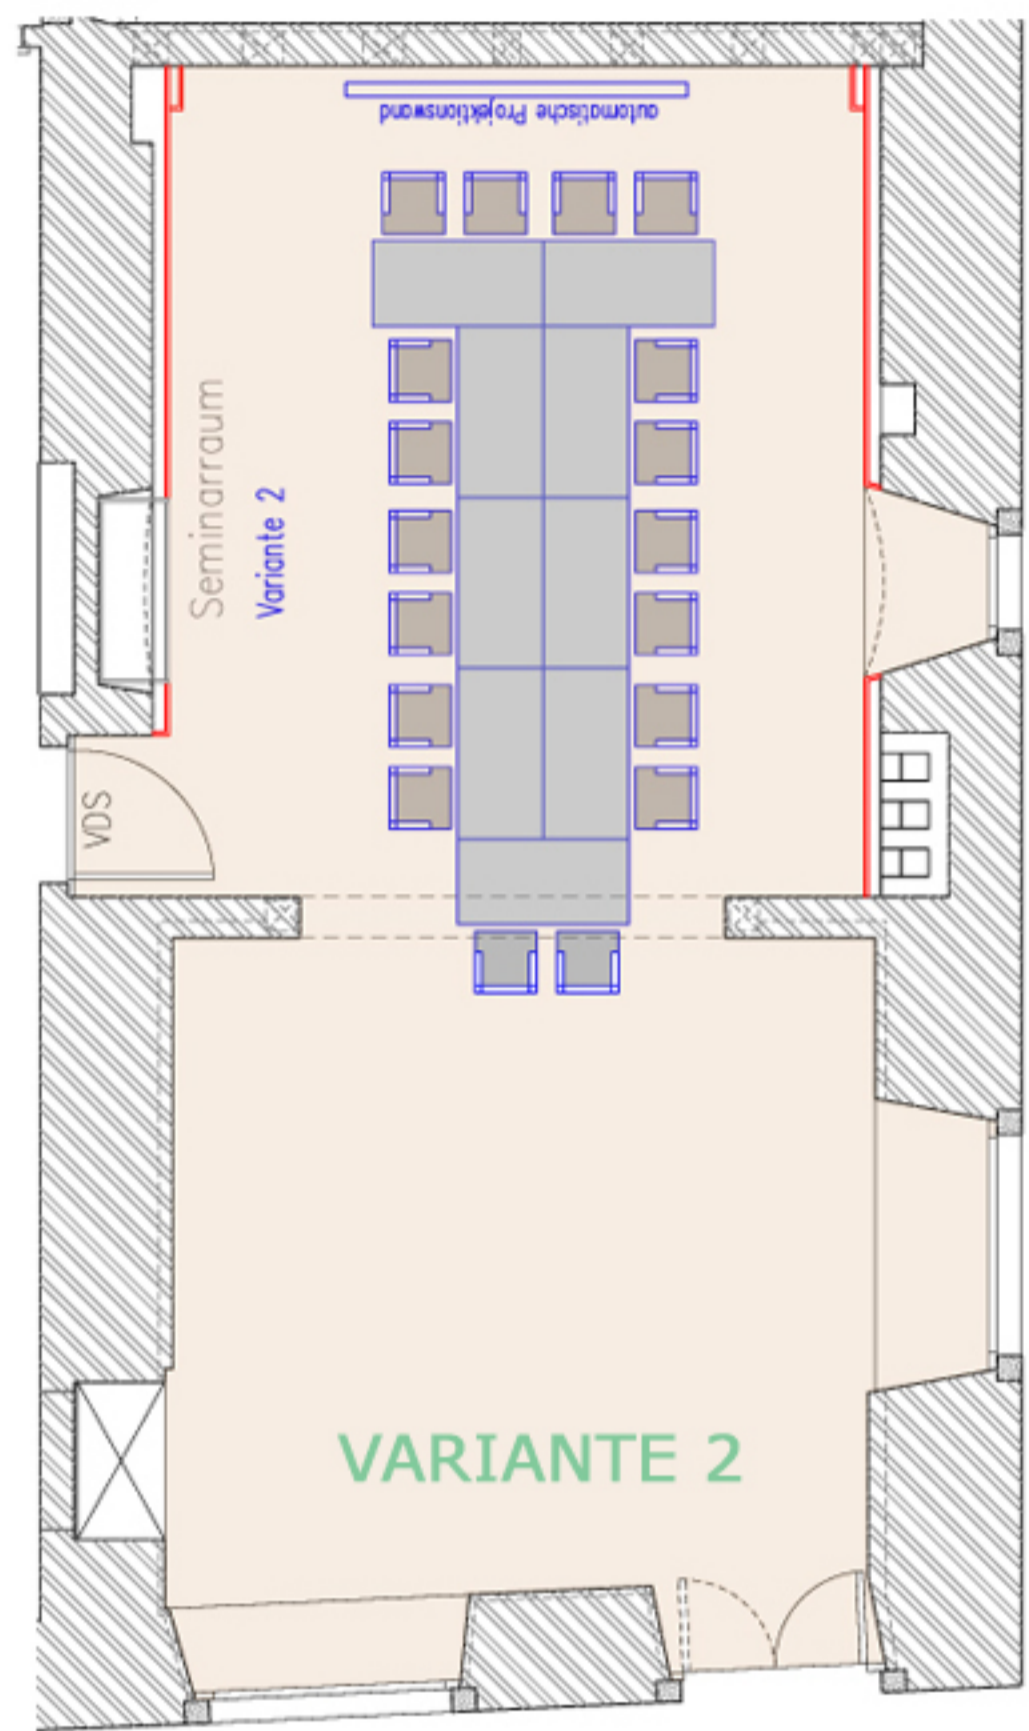 automatische Projektionswand
Seminarraum
Variante 2
VDS
VARIANTE 2